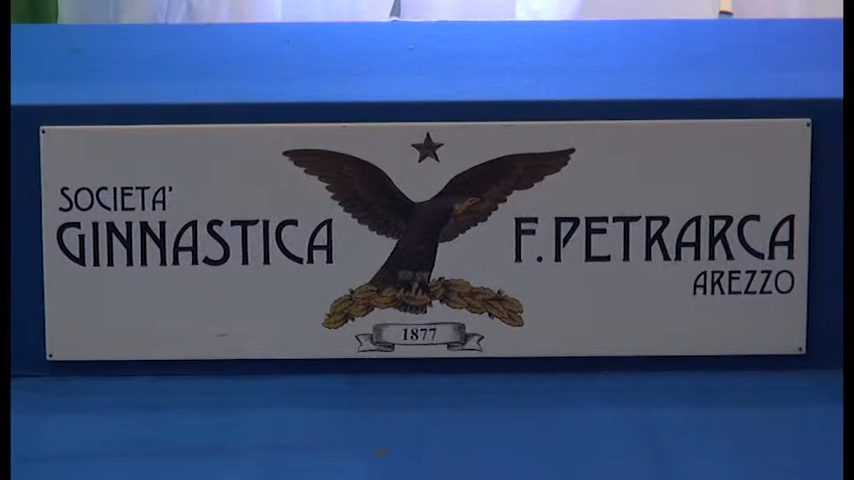 SOCIETA'
GINNASTICA
F. PETRARCA
AREZZO
1877